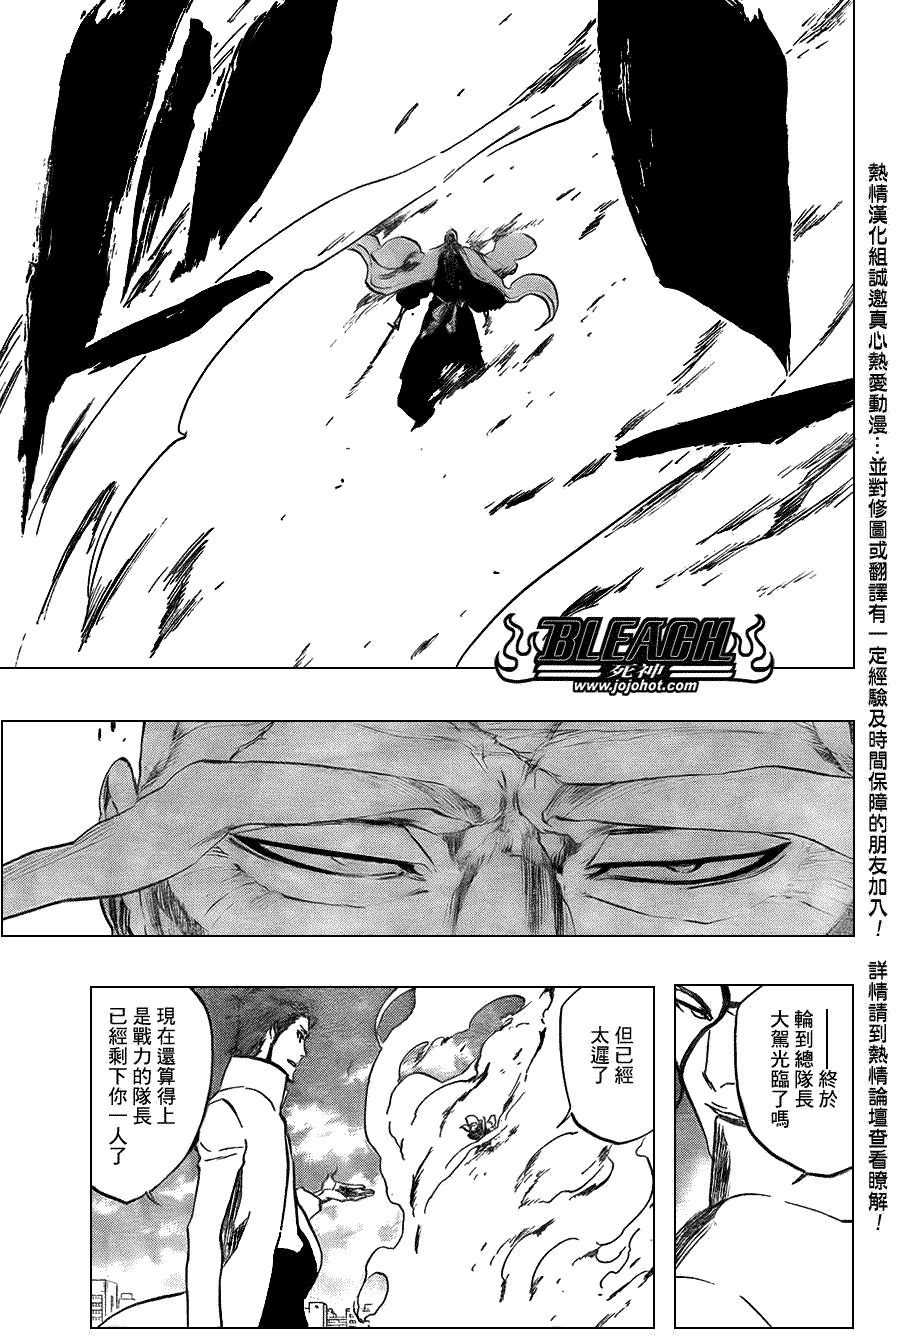 BLEACH
死神
www.jojohot.com
——終於
輪到總隊長
大駕光臨了嗎
但已經
太遲了
現在還算得上
是戰力的隊長
已經剩下你一人了
熱情漢化組誠邀真心熱愛動漫…並對修圖或翻譯有一定經驗及時間保障的朋友加入！ 詳情請到熱情論壇查看瞭解！